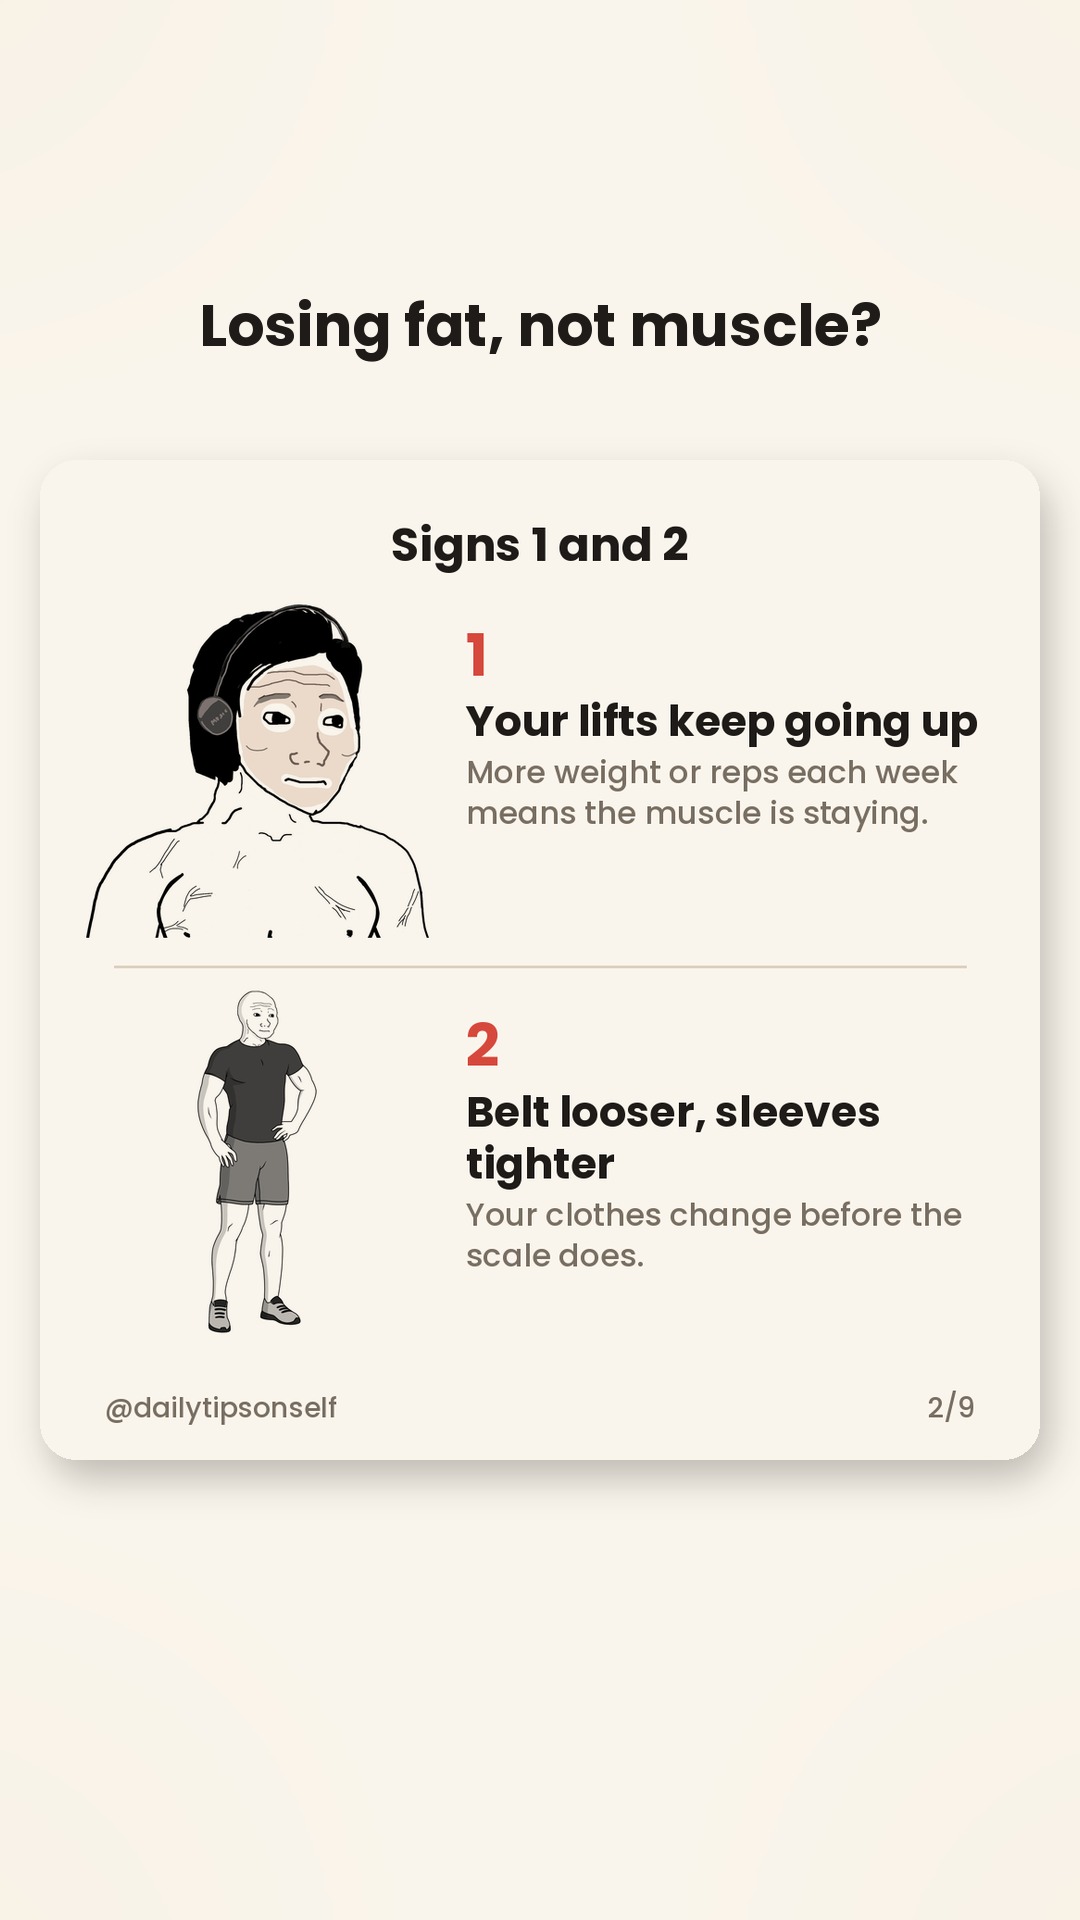 Losing fat, not muscle?
Signs 1 and 2
1
Your lifts keep going up
More weight or reps each week
means the muscle is staying.
2
Belt looser, sleeves
tighter
Your clothes change before the
scale does.
@dailytipsonself
2/9